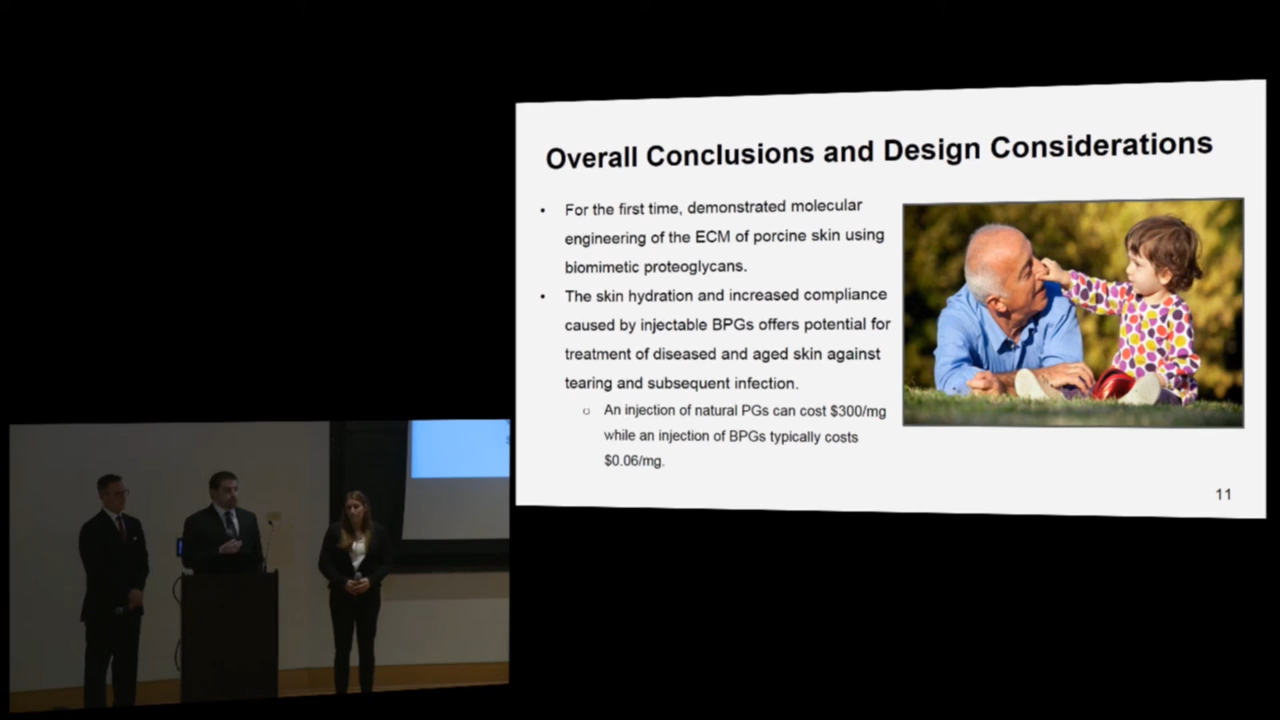 Overall Conclusions and Design Considerations
• For the first time, demonstrated molecular
engineering of the ECM of porcine skin using
biomimetic proteoglycans.
• The skin hydration and increased compliance
caused by injectable BPGs offers potential for
treatment of diseased and aged skin against
tearing and subsequent infection.
o An injection of natural PGs can cost $300/mg
while an injection of BPGs typically costs
$0.06/mg.
11